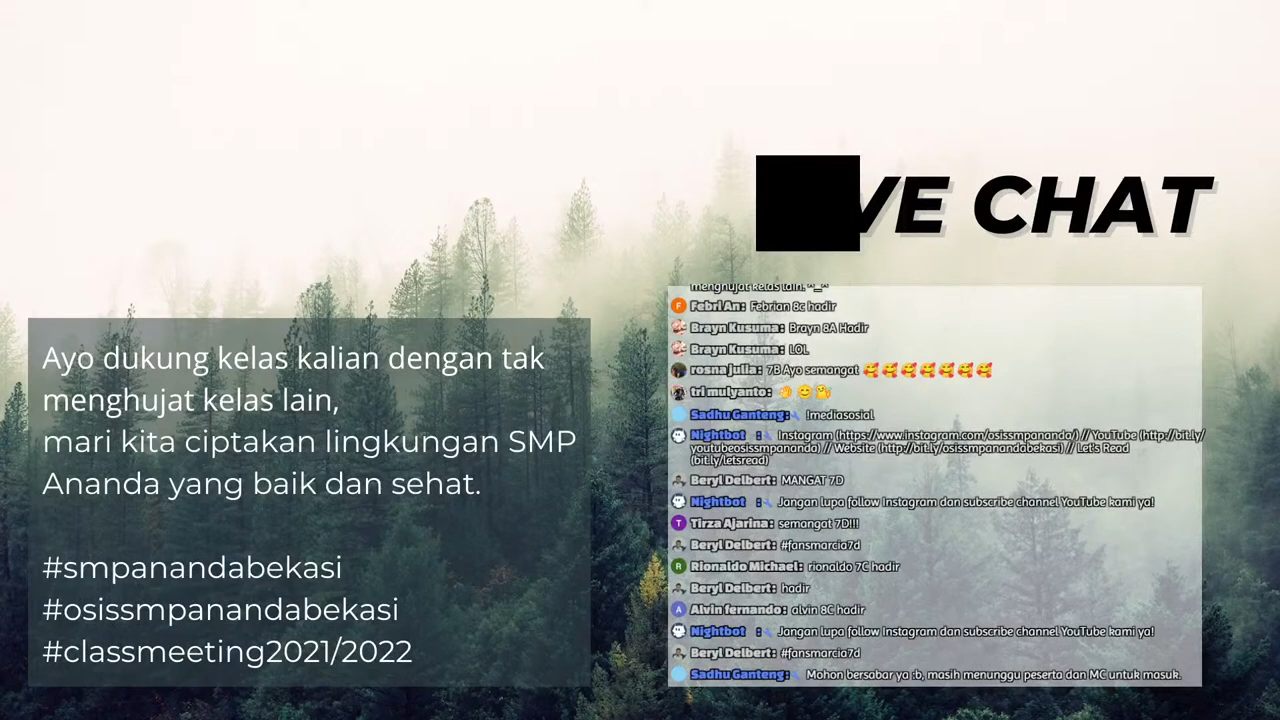 VE CHAT
Ayo dukung kelas kalian dengan tak
menghujat kelas lain,
mari kita ciptakan lingkungan SMP
Ananda yang baik dan sehat.
#smpanandabekasi
#osissmpanandabekasi
#classmeeting2021/2022
menghujat kelas lain. ^_^
F Febri An: Febrian 8c hadir
Brayn Kusuma: Brayn 8A Hadir
Brayn Kusuma: LOL
rosna julia: 7B Ayo semangat 🥰🥰🥰🥰🥰🥰🥰
tri mulyanto: 👋😊🤗
Sadhu Ganteng: !mediasosial
Nightbot : Instagram (https://www.instagram.com/osissmpananda/) // YouTube (http://bit.ly/
youtubeosissmpananda) // Website (http://bit.ly/osissmpanandabekasi) // Let's Read
(bit.ly/letsread)
Beryl Delbert: MANGAT 7D
Nightbot : Jangan lupa follow Instagram dan subscribe channel YouTube kami ya!
T Tirza Ajarina: semangat 7D!!!
Beryl Delbert: #fansmarcia7d
R Rionaldo Michael: rionaldo 7C hadir
Beryl Delbert: hadir
A Alvin fernando: alvin 8C hadir
Nightbot : Jangan lupa follow Instagram dan subscribe channel YouTube kami ya!
Beryl Delbert: #fansmarcia7d
Sadhu Ganteng: Mohon bersabar ya :b, masih menunggu peserta dan MC untuk masuk.